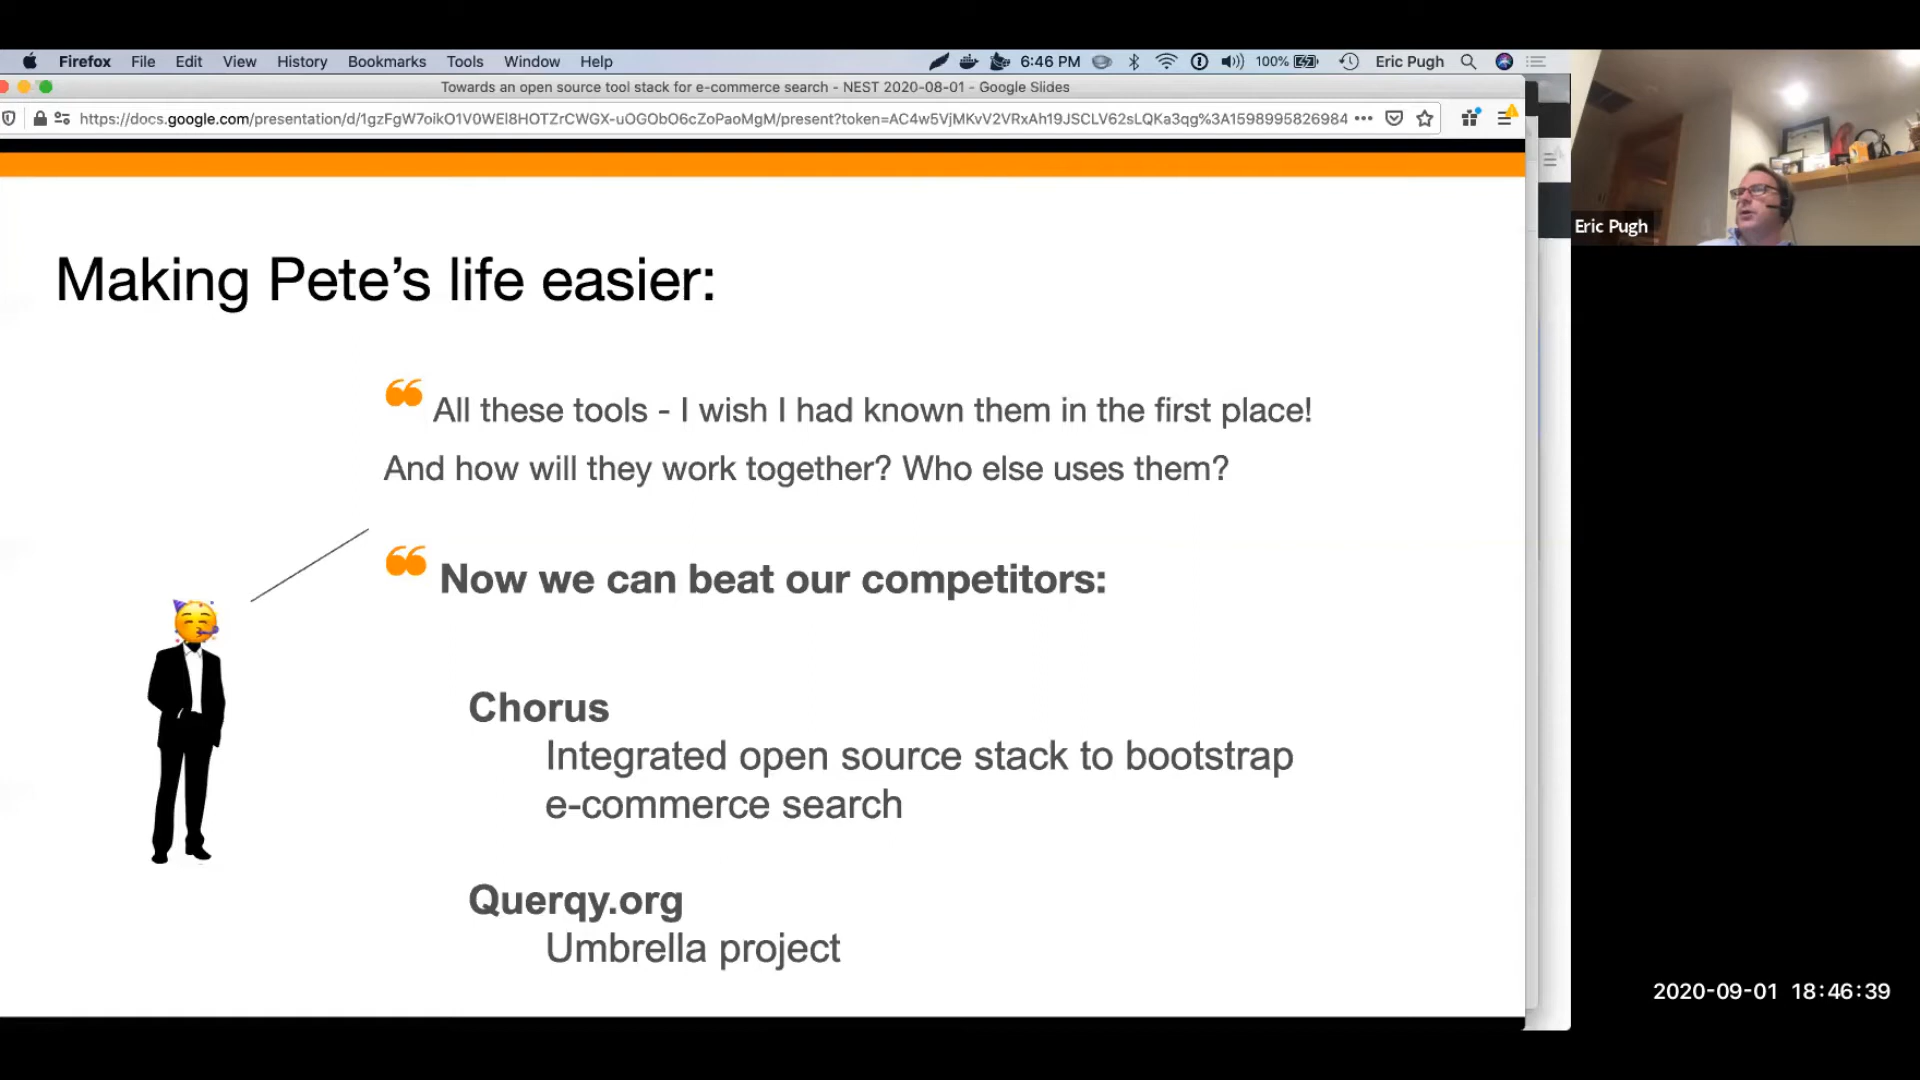 Firefox File Edit View History Bookmarks Tools Window Help 6:46 PM 100% Eric Pugh
Towards an open source tool stack for e-commerce search - NEST 2020-08-01 - Google Slides
https://docs.google.com/presentation/d/1gzFgW7oikO1V0WEl8HOTZrCWGX-uOGObO6cZoPaoMgM/present?token=AC4w5VjMKvV2VRxAh19JSCLV62sLQKa3qg%3A1598995826984
Eric Pugh
Making Pete’s life easier:
❝ All these tools - I wish I had known them in the first place!
And how will they work together? Who else uses them?
❝ Now we can beat our competitors:
Chorus
Integrated open source stack to bootstrap
e-commerce search
Querqy.org
Umbrella project
2020-09-01 18:46:39